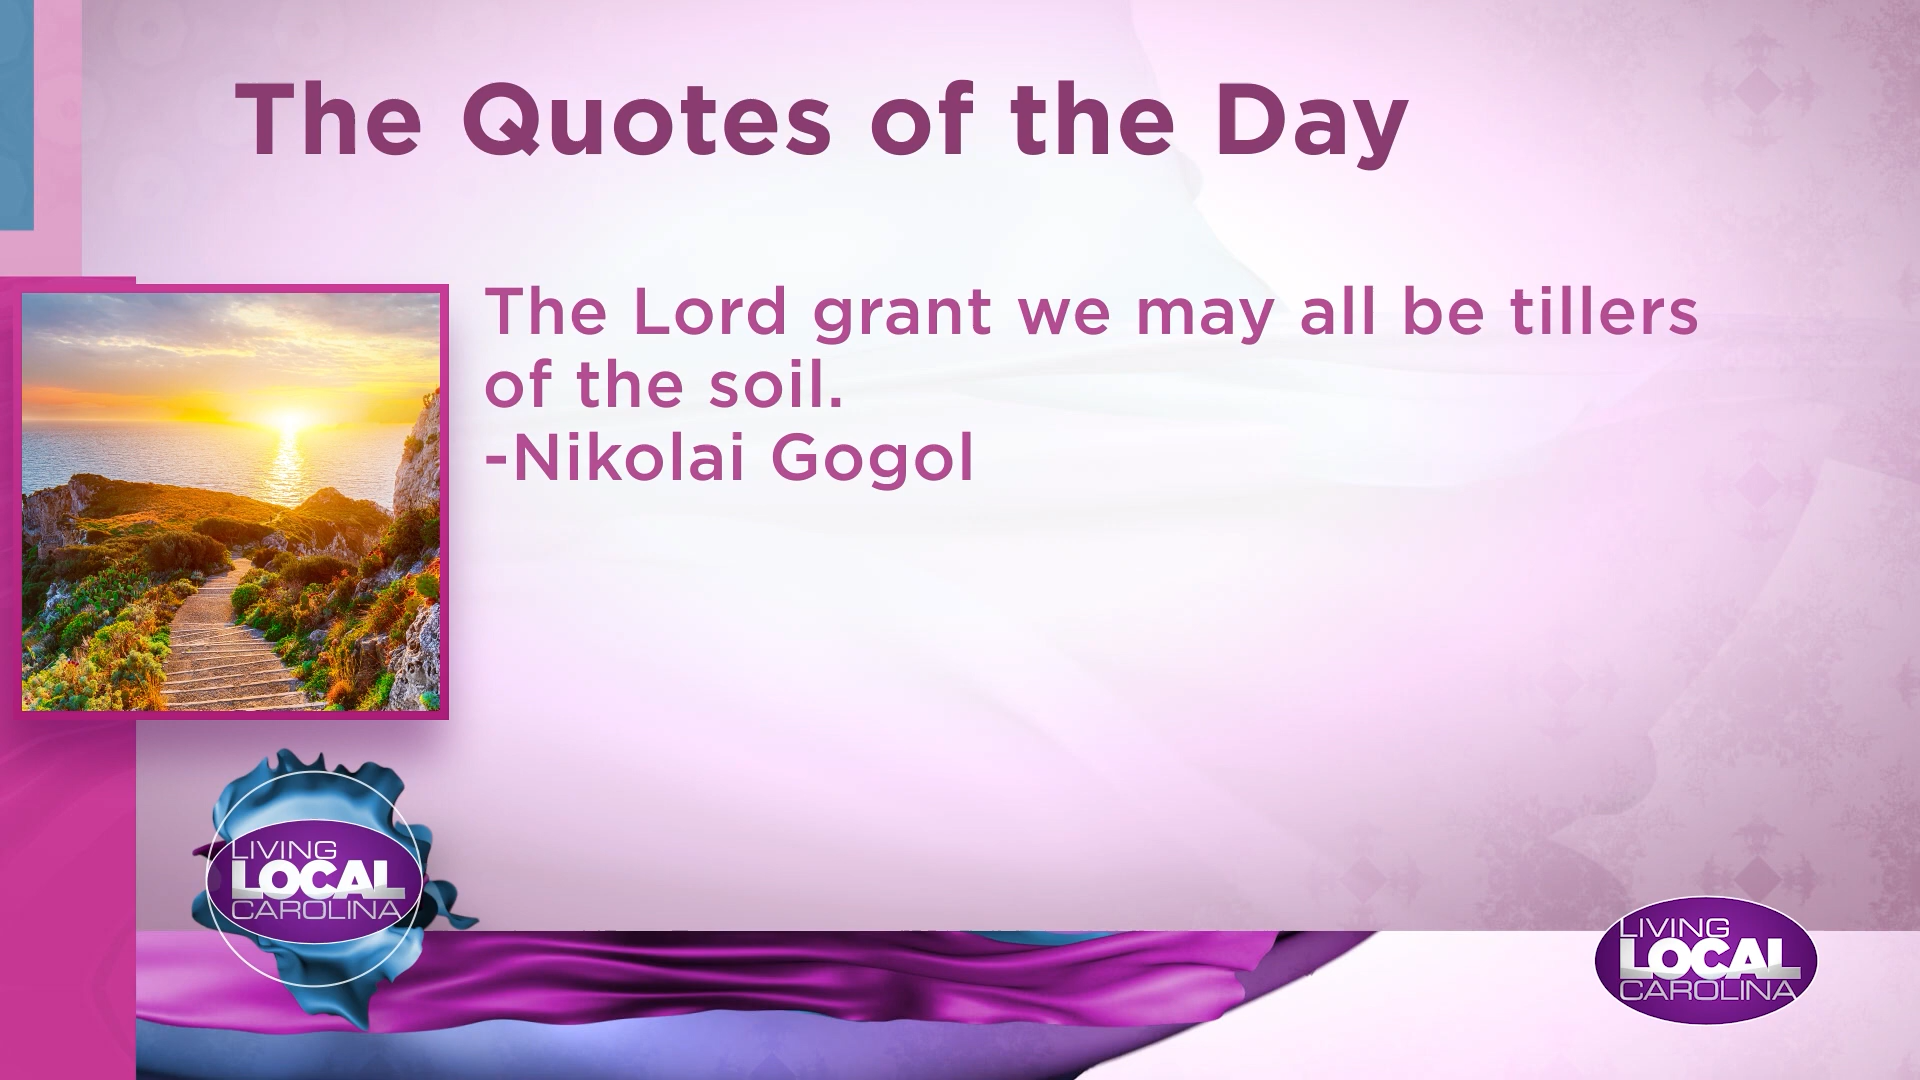 The Quotes of the Day
The Lord grant we may all be tillers
of the soil.
-Nikolai Gogol
LIVING
LOCAL
CAROLINA
LIVING
LOCAL
CAROLINA